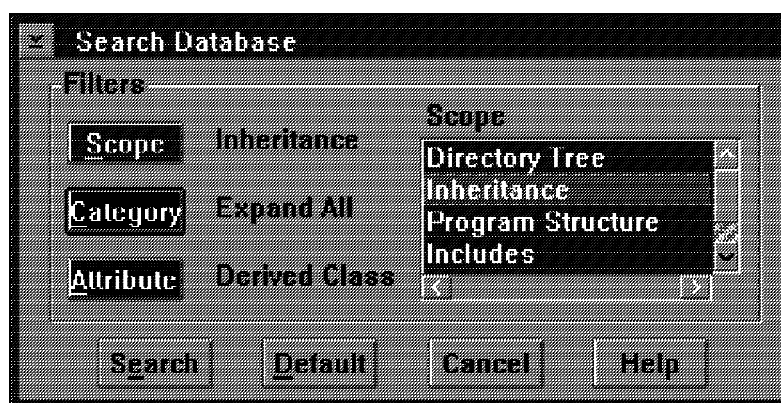 Search Database
Filters
Scope Inheritance
Category Expand All
Attribute Derived Class
Scope
Directory Tree
Inheritance
Program Structure
Includes
Search Default Cancel Help